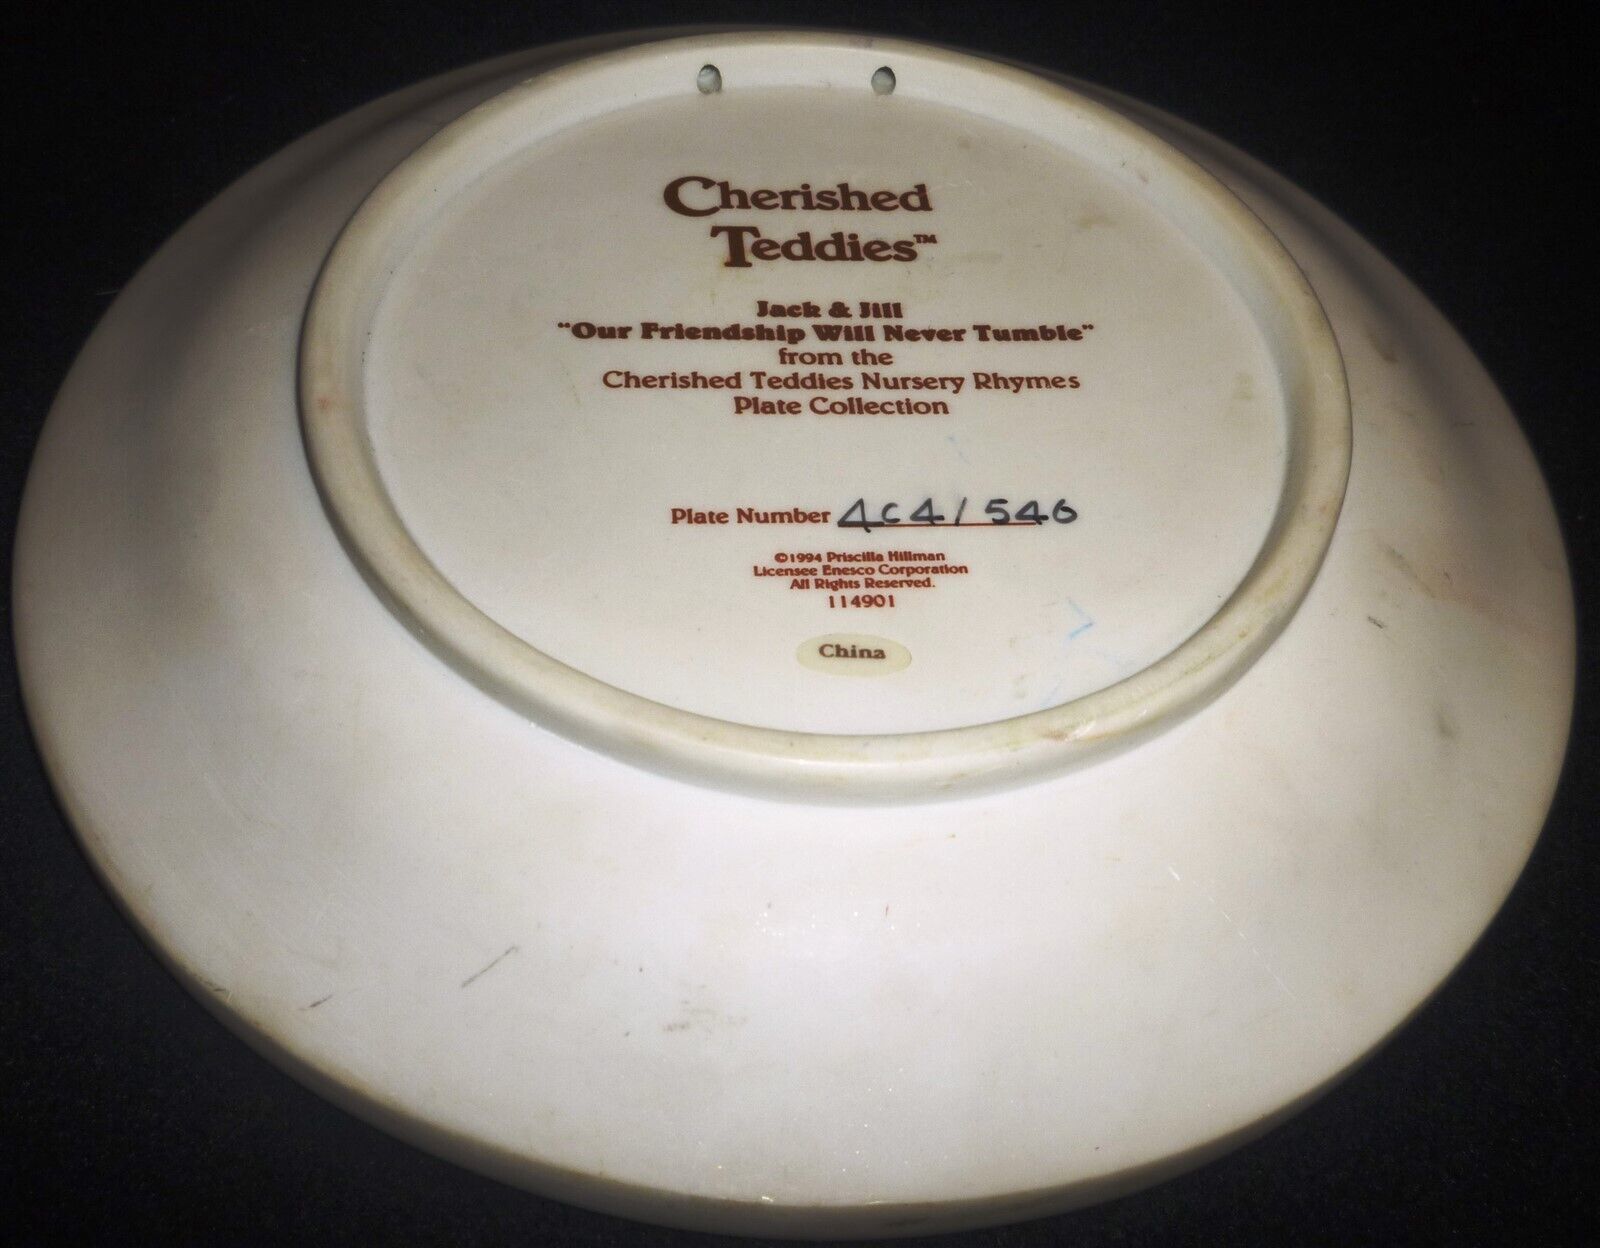 Cherished
Teddies™
Jack & Jill
"Our Friendship Will Never Tumble"
from the
Cherished Teddies Nursery Rhymes
Plate Collection
Plate Number 4C4/546
©1994 Priscilla Hillman
Licensee Enesco Corporation
All Rights Reserved.
114901
China